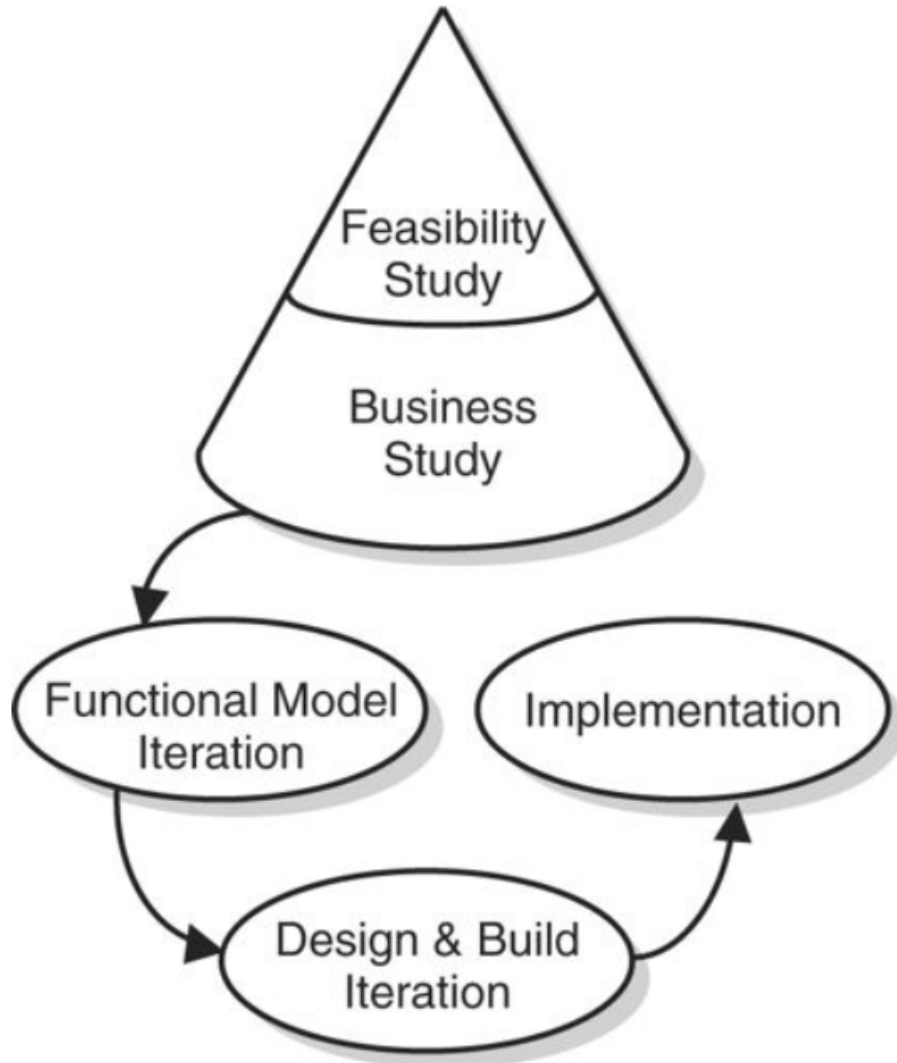 Feasibility
Study
Business
Study
Functional Model
Iteration
Implementation
Design & Build
Iteration